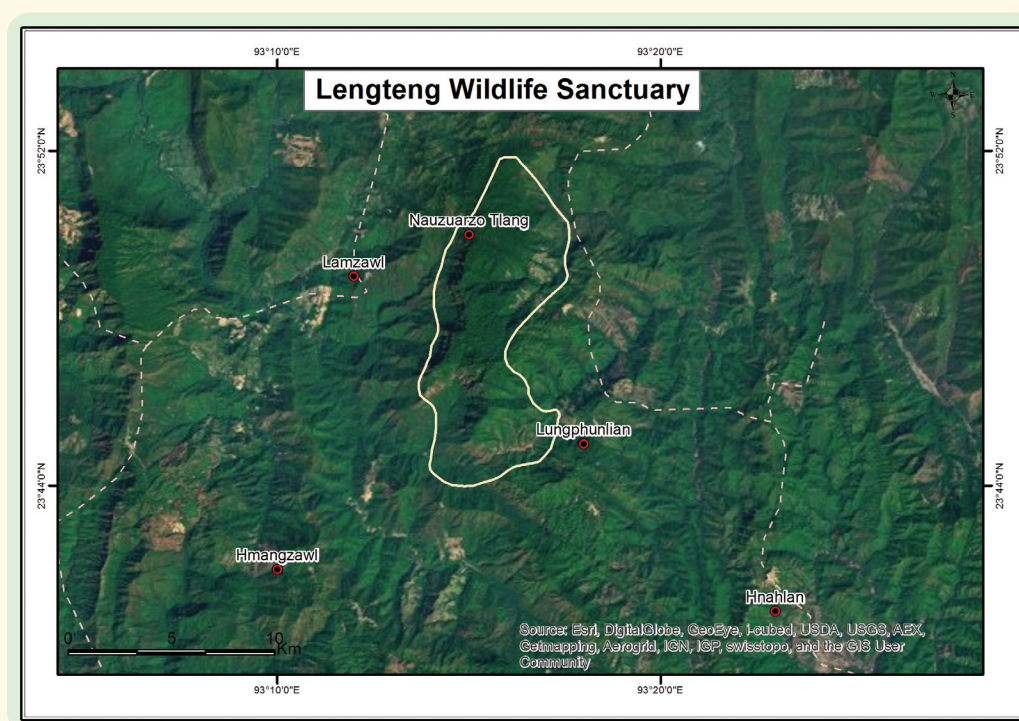 93°10'0"E 93°20'0"E
Lengteng Wildlife Sanctuary
N
W E
S
23°52'0"N 23°52'0"N
Nauzuarzo Tlang
Lamzawl
Lungphunlian
23°44'0"N 23°44'0"N
Hmangzawl
Hnahlan
0 5 10
Km
Source: Esri, DigitalGlobe, GeoEye, i-cubed, USDA, USGS, AEX,
Getmapping, Aerogrid, IGN, IGP, swisstopo, and the GIS User
Community
93°10'0"E 93°20'0"E